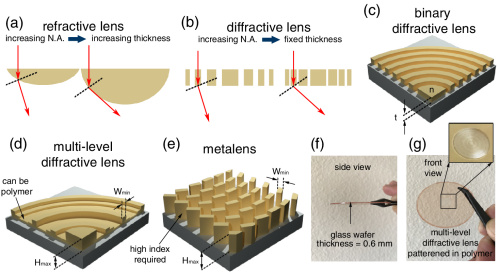 (a) refractive lens
increasing N.A. increasing thickness
(b) diffractive lens
increasing N.A. fixed thickness
(c) binary
diffractive lens
n
t
(d) multi-level
diffractive lens
can be
polymer
Wmin
Hmax
(e) metalens
Wmin
high index
required
Hmax
(f)
side view
glass wafer
thickness = 0.6 mm
(g)
front
view
multi-level
diffractive lens
patterened in polymer